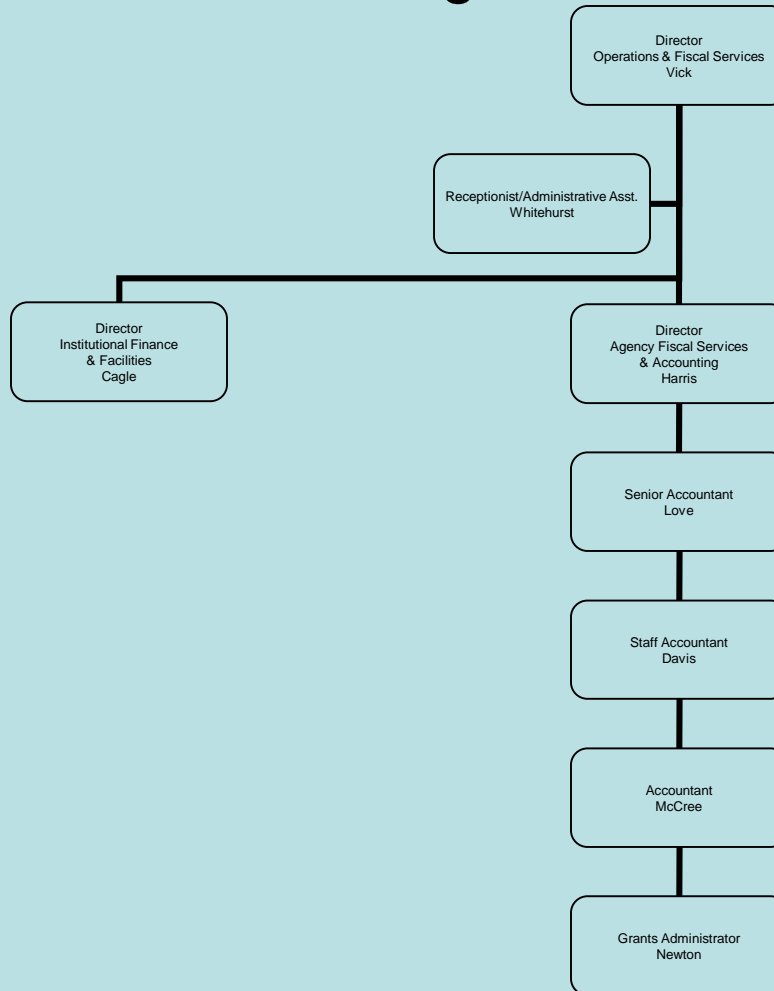 Director
Operations & Fiscal Services
Vick
Receptionist/Administrative Asst.
Whitehurst
Director
Institutional Finance
& Facilities
Cagle
Director
Agency Fiscal Services
& Accounting
Harris
Senior Accountant
Love
Staff Accountant
Davis
Accountant
McCree
Grants Administrator
Newton